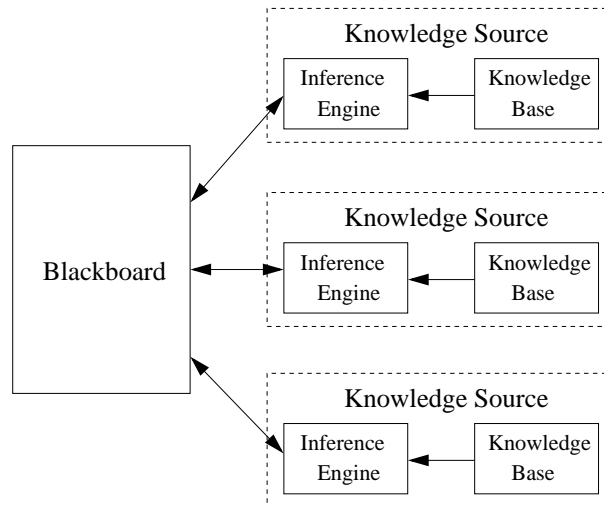 Knowledge Source
Inference
Engine
Knowledge
Base
Knowledge Source
Blackboard
Inference
Engine
Knowledge
Base
Knowledge Source
Inference
Engine
Knowledge
Base